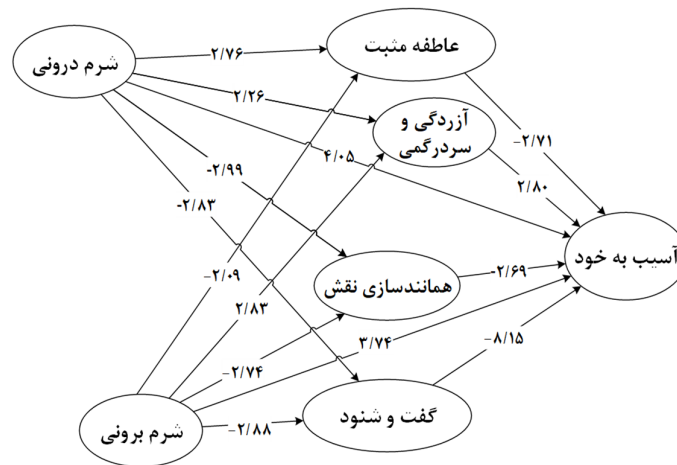 عاطفه مثبت
شرم درونی
-۲/۷۶
۲/۲۶
آزردگی و
سردرگمی
-۲/۷۱
۴/۰۵
-۲/۹۹
۲/۸۰
-۲/۸۳
آسیب به خود
-۲/۰۹
همانندسازی نقش
-۲/۶۹
۲/۸۳
۳/۷۴
-۸/۱۵
-۲/۷۴
گفت و شنود
شرم برونی
-۲/۸۸